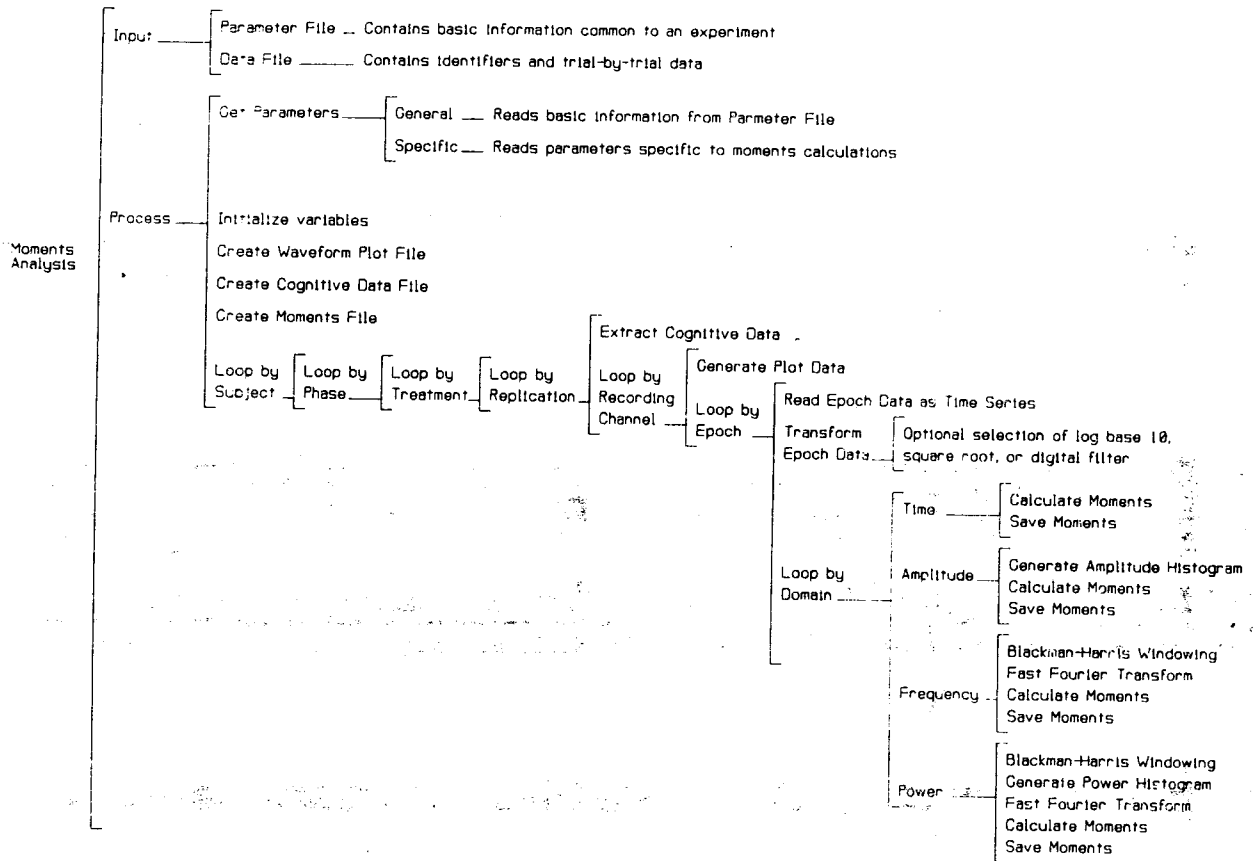 Input
Parameter File
Contains basic information common to an experiment
Data File
Contains identifiers and trial-by-trial data
Get Parameters
General
Reads basic information from Parmeter File
Specific
Reads parameters specific to moments calculations
Process
Initialize variables
Create Waveform Plot File
Create Cognitive Data File
Create Moments File
Moments
Analysis
Loop by
Subject
Loop by
Phase
Loop by
Treatment
Loop by
Replication
Extract Cognitive Data
Loop by
Recording
Channel
Generate Plot Data
Loop by
Epoch
Read Epoch Data as Time Series
Transform
Epoch Data
Optional selection of log base 10,
square root, or digital filter
Loop by
Domain
Time
Calculate Moments
Save Moments
Amplitude
Generate Amplitude Histogram
Calculate Moments
Save Moments
Frequency
Blackman-Harris Windowing
Fast Fourier Transform
Calculate Moments
Save Moments
Power
Blackman-Harris Windowing
Generate Power Histogram
Fast Fourier Transform
Calculate Moments
Save Moments